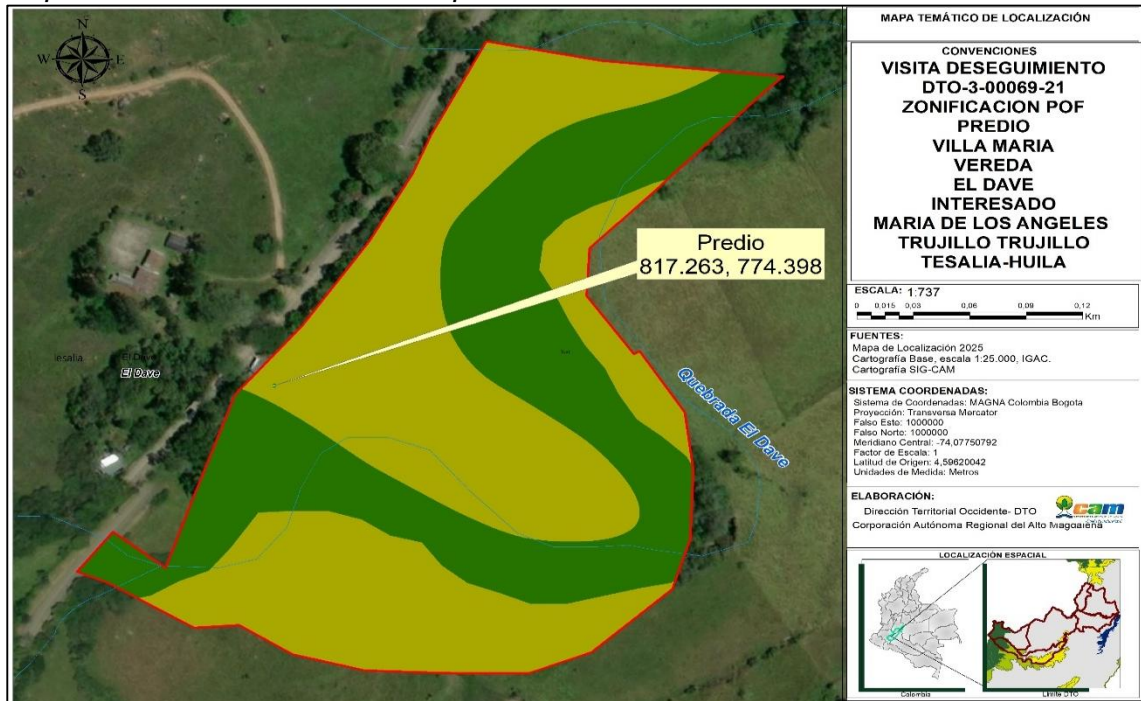 N
W
E
S
Predio
817.263, 774.398
El Dave
El Dave
Quebrada El Dave
MAPA TEMÁTICO DE LOCALIZACIÓN
CONVENCIONES
VISITA DESEGUIMIENTO
DTO-3-00069-21
ZONIFICACION POF
PREDIO
VILLA MARIA
VEREDA
EL DAVE
INTERESADO
MARIA DE LOS ANGELES
TRUJILLO TRUJILLO
TESALIA-HUILA
ESCALA: 1:737
0 0,015 0,03 0,06 0,09 0,12
Km
FUENTES:
Mapa de Localización 2025
Cartografía Base, escala 1:25.000, IGAC.
Cartografía SIG-CAM
SISTEMA COORDENADAS:
Sistema de Coordenadas: MAGNA Colombia Bogota
Proyección: Transversa Mercator
Falso Este: 1000000
Falso Norte: 1000000
Meridiano Central: -74,07750792
Factor de Escala: 1
Latitud de Origen: 4,59620042
Unidades de Medida: Metros
ELABORACIÓN:
Dirección Territorial Occidente- DTO
cam
Corporación Autónoma Regional del Alto Magdalena
LOCALIZACIÓN ESPACIAL
Colombia
Limite DTO